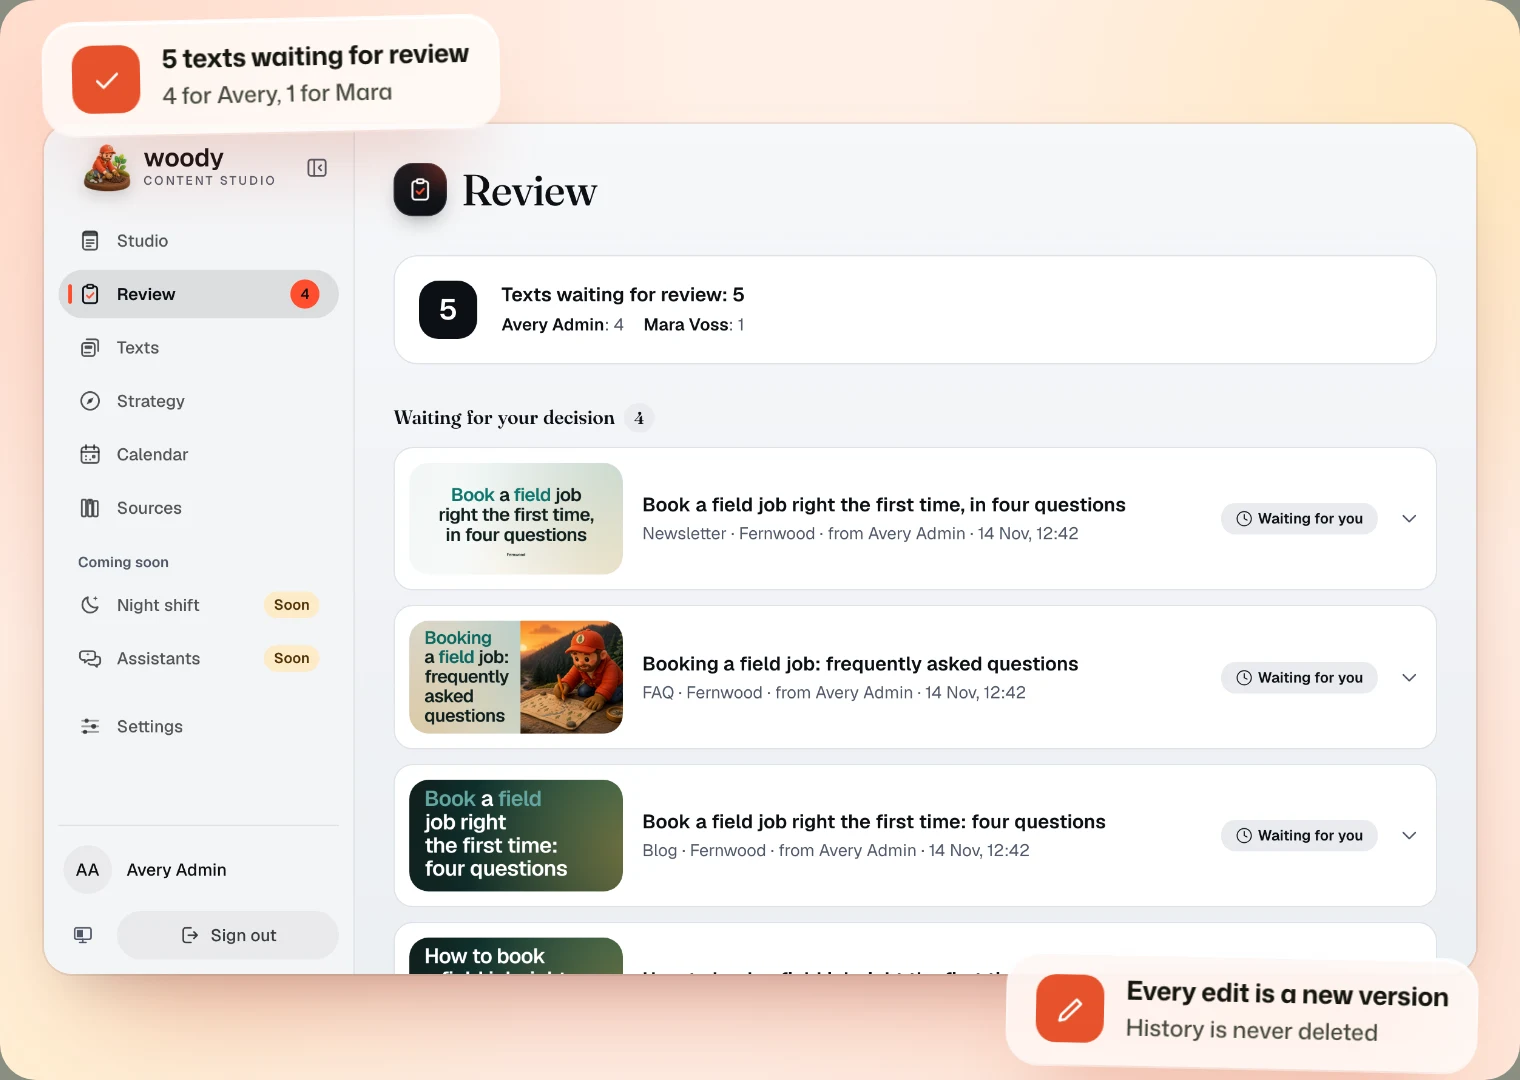 5 texts waiting for review
4 for Avery, 1 for Mara
woody
CONTENT STUDIO
Studio
Review
4
Texts
Strategy
Calendar
Sources
Coming soon
Night shift
Soon
Assistants
Soon
Settings
AA
Avery Admin
Sign out
Review
5
Texts waiting for review: 5
Avery Admin: 4 Mara Voss: 1
Waiting for your decision 4
Book a field job
right the first time,
in four questions
Fernwood
Book a field job right the first time, in four questions
Newsletter · Fernwood · from Avery Admin · 14 Nov, 12:42
Waiting for you
Booking
a field job:
frequently
asked
questions
Booking a field job: frequently asked questions
FAQ · Fernwood · from Avery Admin · 14 Nov, 12:42
Waiting for you
Book a field
job right
the first time:
four questions
Book a field job right the first time: four questions
Blog · Fernwood · from Avery Admin · 14 Nov, 12:42
Waiting for you
How to book
Every edit is a new version
History is never deleted